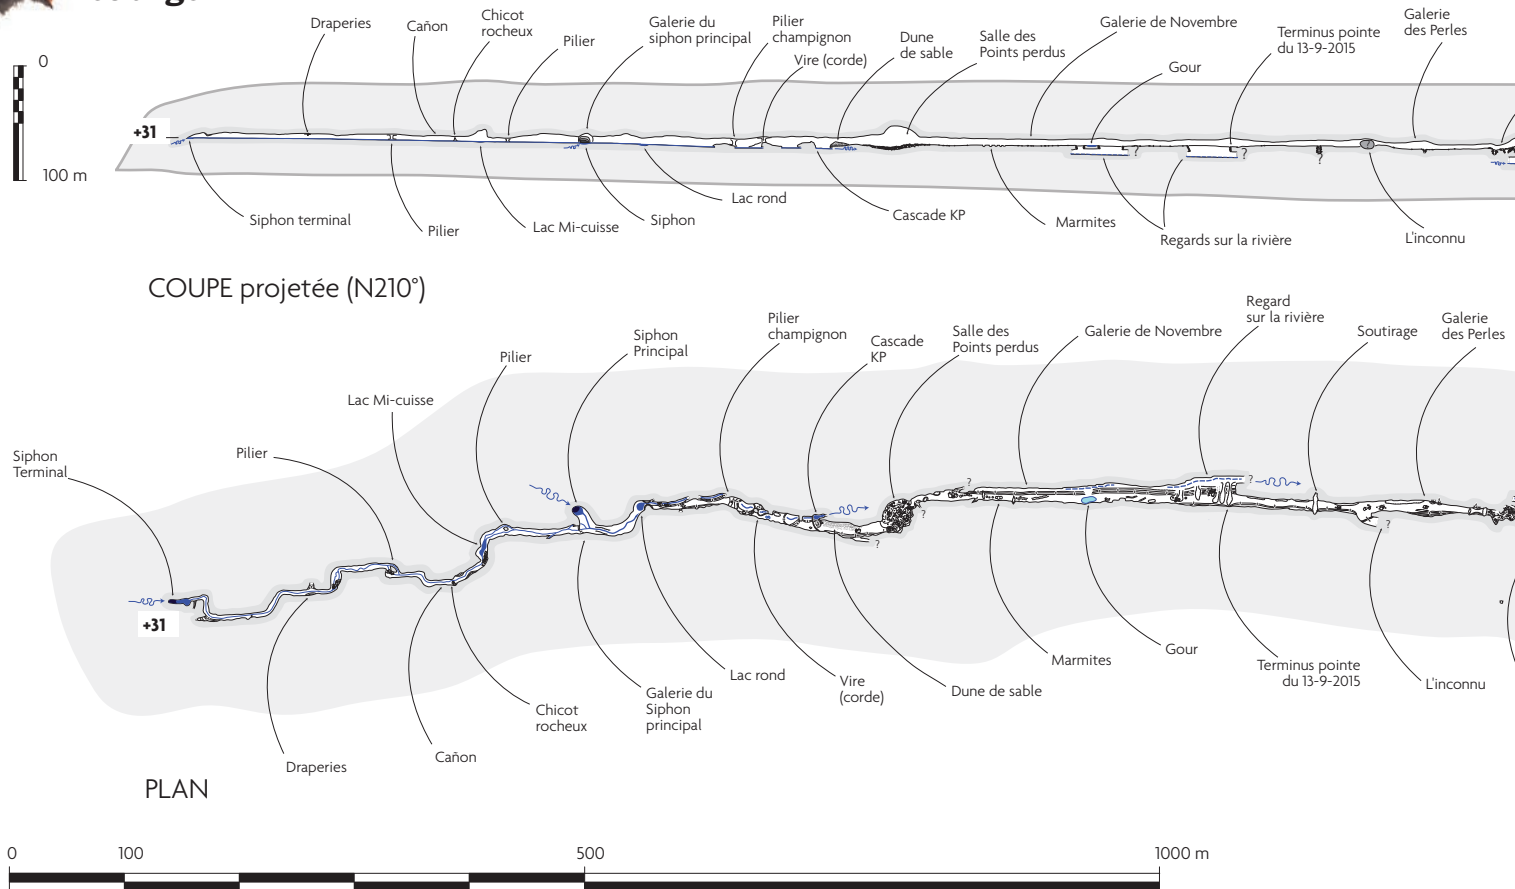 Draperies
Cañon
Chicot
rocheux
Pilier
Galerie du
siphon principal
Pilier
champignon
Vire (corde)
Dune
de sable
Salle des
Points perdus
Galerie de Novembre
Gour
Terminus pointe
du 13-9-2015
Galerie
des Perles
0
100 m
+31
Siphon terminal
Pilier
Lac Mi-cuisse
Siphon
Lac rond
Cascade KP
Marmites
?
?
?
Regards sur la rivière
L'inconnu
COUPE projetée (N210°)
Siphon
Terminal
Pilier
Lac Mi-cuisse
Pilier
Siphon
Principal
Pilier
champignon
Cascade
KP
Salle des
Points perdus
Galerie de Novembre
Regard
sur la rivière
Soutirage
Galerie
des Perles
?
?
?
?
?
+31
Draperies
Cañon
Chicot
rocheux
Galerie du
Siphon
principal
Lac rond
Vire
(corde)
Dune de sable
Marmites
Gour
Terminus pointe
du 13-9-2015
L'inconnu
PLAN
0
100
500
1000 m